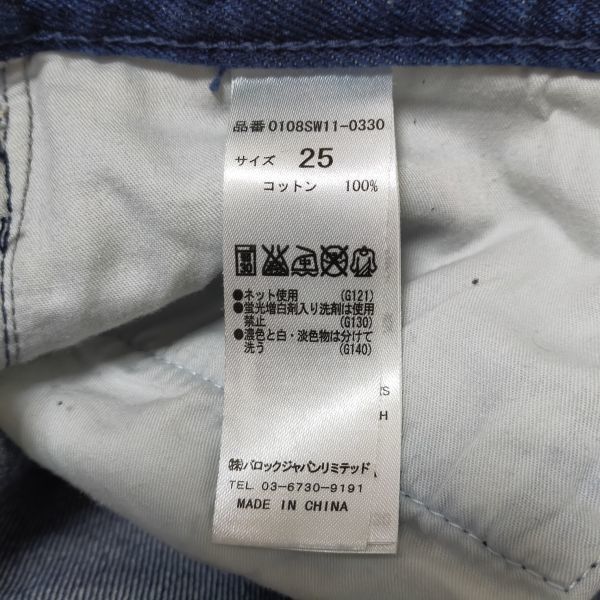 品番 0108SW11-0330
サイズ 25
コットン 100%
弱 30
●ネット使用 (G121)
●蛍光増白剤入り洗剤は使用
禁止 (G130)
●濃色と白・淡色物は分けて
洗う (G140)
S
H
㈱バロックジャパンリミテッド
TEL. 03-6730-9191
MADE IN CHINA